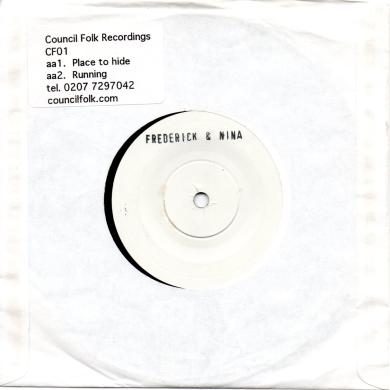 Council Folk Recordings
CF01
aa1. Place to hide
aa2. Running
tel. 0207 7297042
councilfolk.com
FREDERICK & NINA